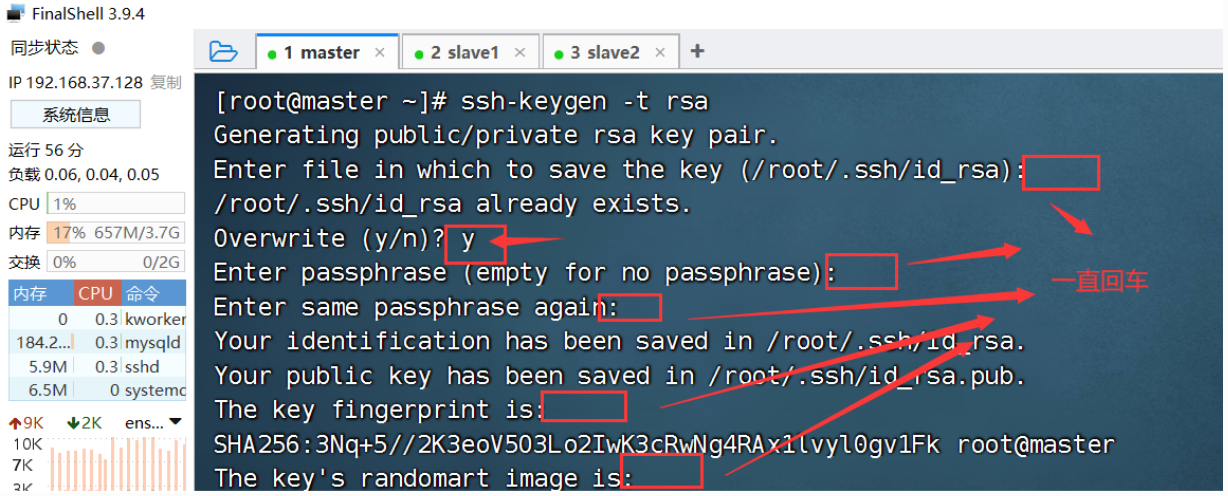 FinalShell 3.9.4
同步状态
IP 192.168.37.128 复制
系统信息
运行 56 分
负载 0.06, 0.04, 0.05
CPU 1%
内存 17% 657M/3.7G
交换 0% 0/2G
内存 CPU 命令
0 0.3 kworker
184.2... 0.3 mysqld
5.9M 0.3 sshd
6.5M 0 systemd
9K 2K ens...
10K
7K
3K
1 master × 2 slave1 × 3 slave2 × +
[root@master ~]# ssh-keygen -t rsa
Generating public/private rsa key pair.
Enter file in which to save the key (/root/.ssh/id_rsa):
/root/.ssh/id_rsa already exists.
Overwrite (y/n)? y
Enter passphrase (empty for no passphrase):
一直回车
Enter same passphrase again:
Your identification has been saved in /root/.ssh/id_rsa.
Your public key has been saved in /root/.ssh/id_rsa.pub.
The key fingerprint is:
SHA256:3Nq+5//2K3eoV5O3Lo2IwK3cRwNg4RAx1lvyl0gv1Fk root@master
The key's randomart image is: